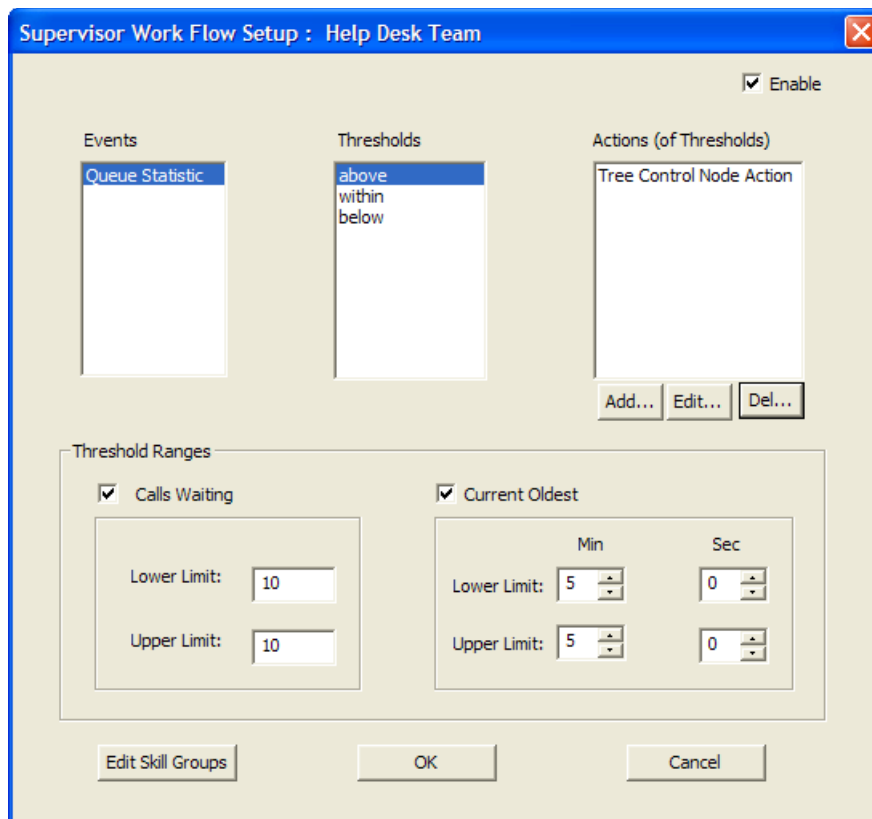 Supervisor Work Flow Setup : Help Desk Team
Enable
Events
Thresholds
Actions (of Thresholds)
Queue Statistic
above
within
below
Tree Control Node Action
Add... Edit... Del...
Threshold Ranges
Calls Waiting
Current Oldest
Min Sec
Lower Limit: 10
Lower Limit: 5 0
Upper Limit: 10
Upper Limit: 5 0
Edit Skill Groups
OK
Cancel